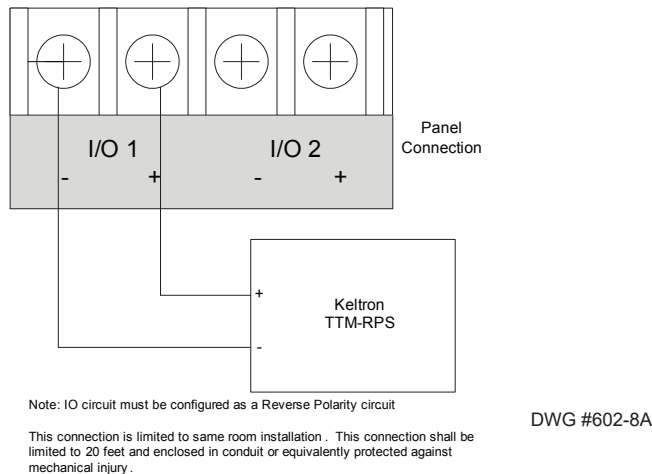 I/O 1 I/O 2
- + - +
Panel
Connection
+
-
Keltron
TTM-RPS
Note: IO circuit must be configured as a Reverse Polarity circuit
DWG #602-8A
This connection is limited to same room installation . This connection shall be
limited to 20 feet and enclosed in conduit or equivalently protected against
mechanical injury .